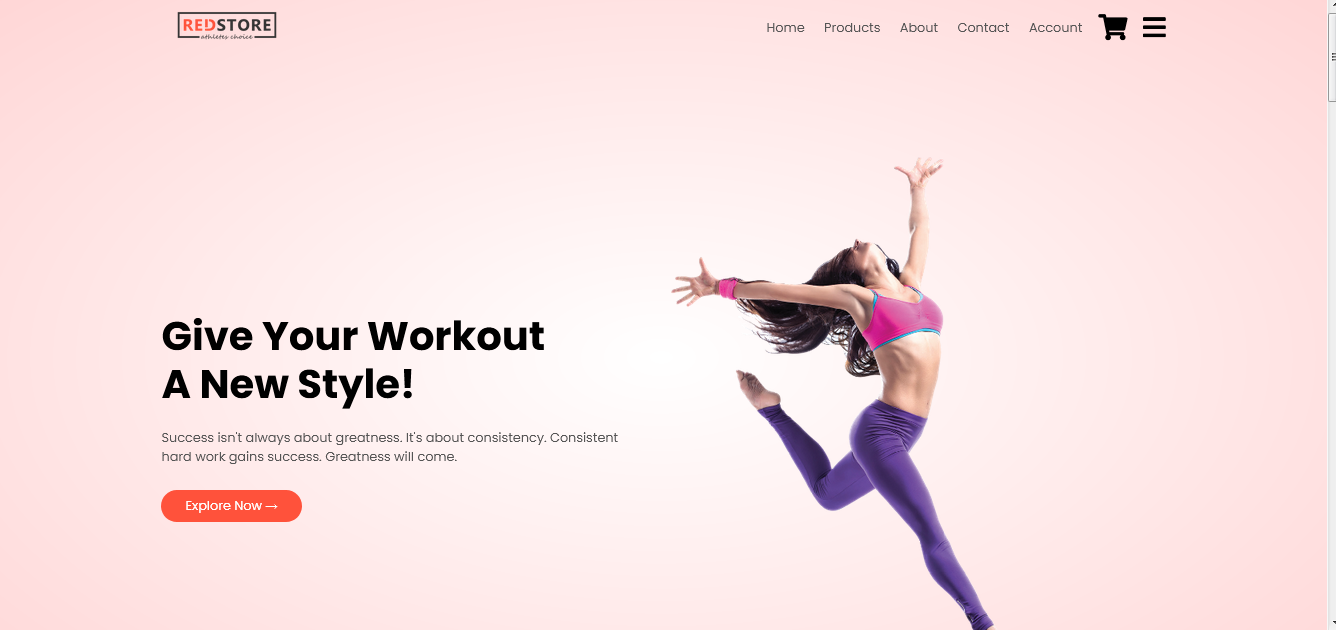 REDSTORE
athletes choice
Home Products About Contact Account
Give Your Workout
A New Style!
Success isn't always about greatness. It's about consistency. Consistent
hard work gains success. Greatness will come.
Explore Now →